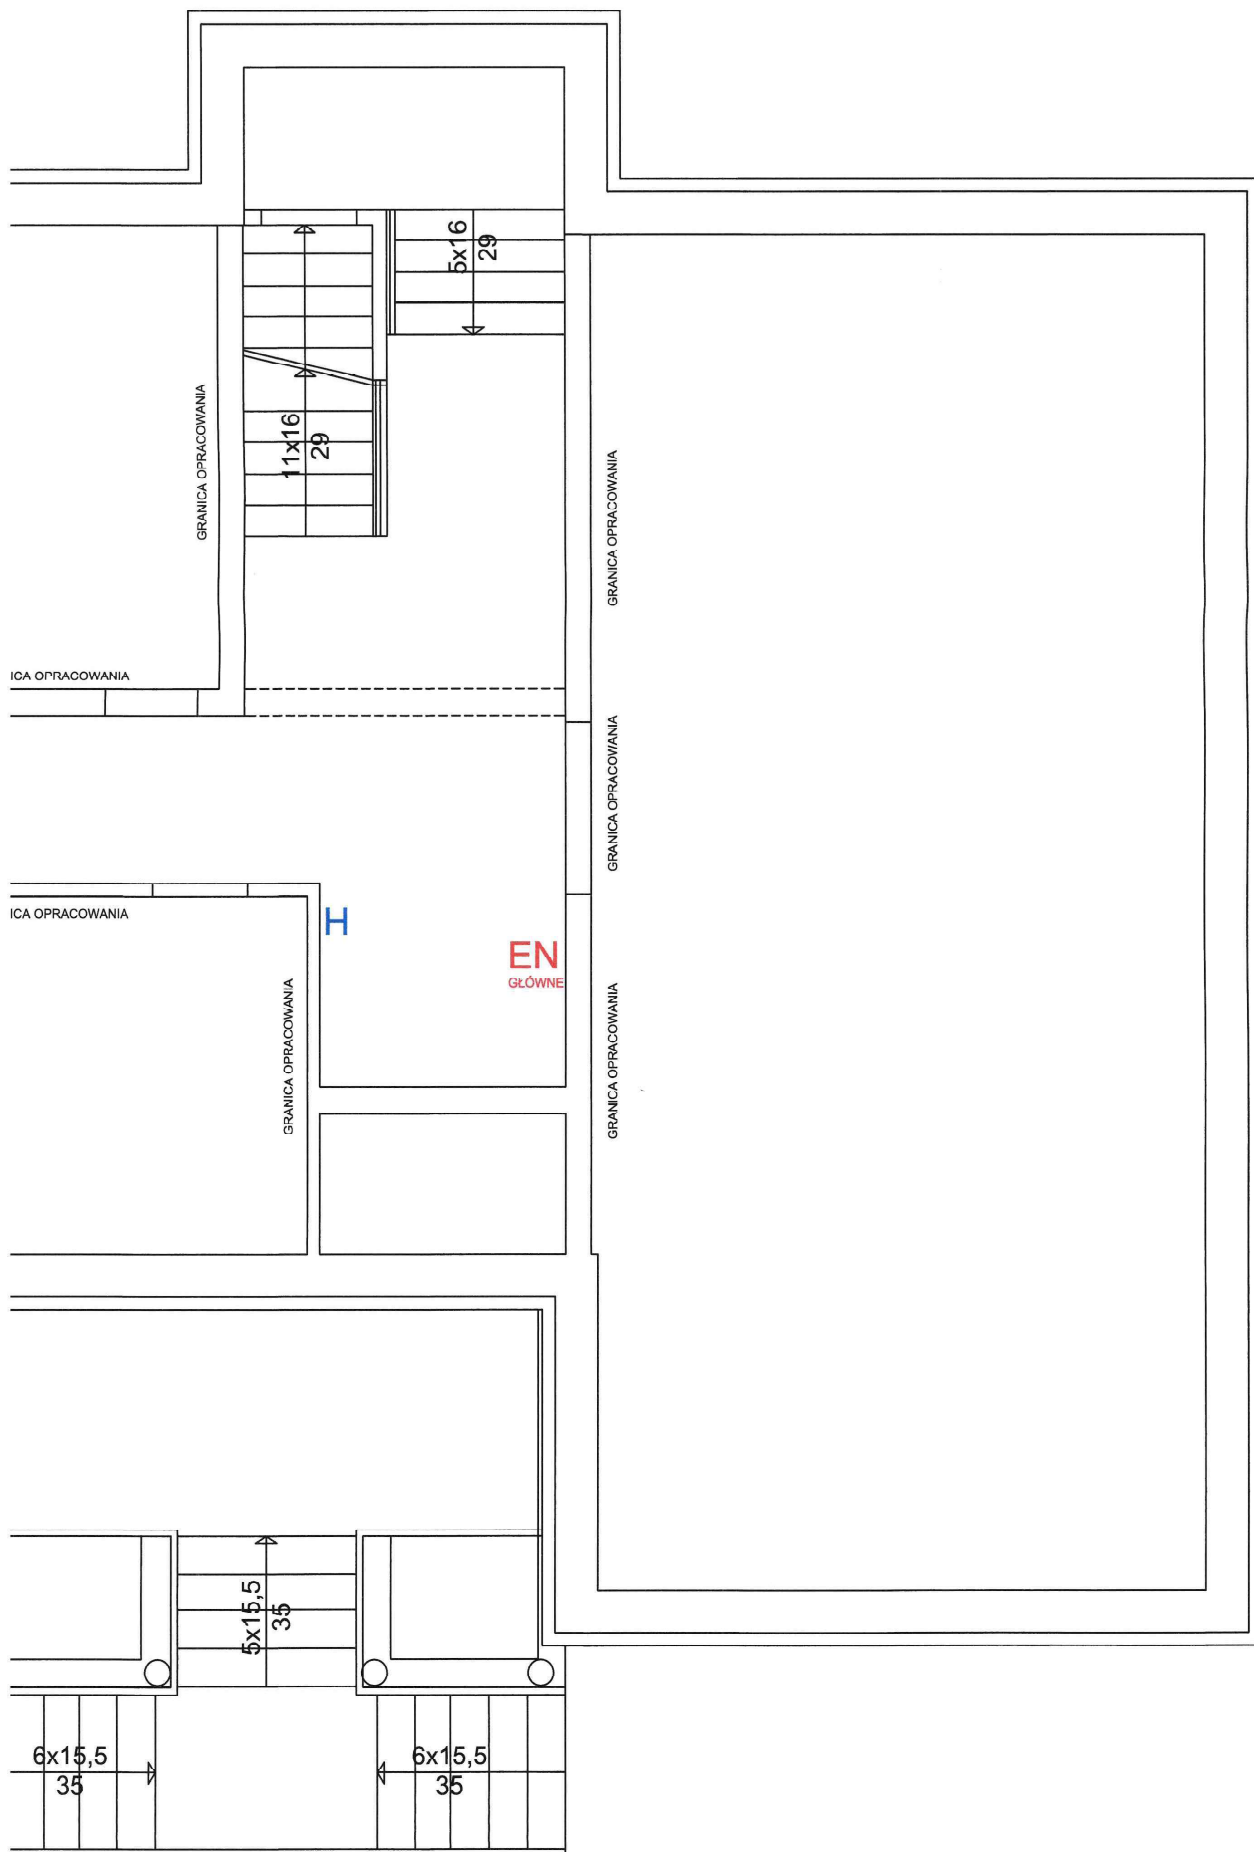 5x16
29
11x16
29
GRANICA OPRACOWANIA
GRANICA OPRACOWANIA
ICA OPRACOWANIA
GRANICA OPRACOWANIA
ICA OPRACOWANIA
H
EN
GŁÓWNE
GRANICA OPRACOWANIA
GRANICA OPRACOWANIA
5x15,5
35
6x15,5
35
6x15,5
35